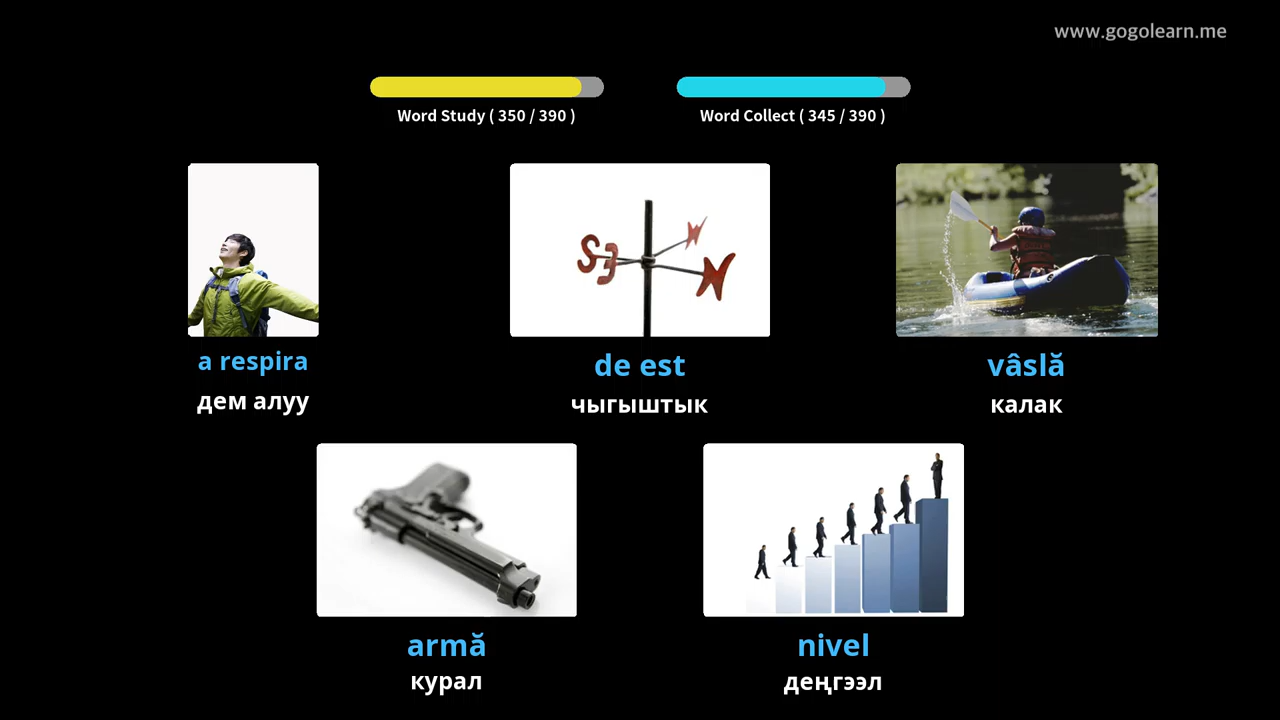 www.gogolearn.me
Word Study ( 350 / 390 )
Word Collect ( 345 / 390 )
S E N W
a respira
дем алуу
de est
чыгыштык
vâslă
калак
armă
курал
nivel
деңгээл